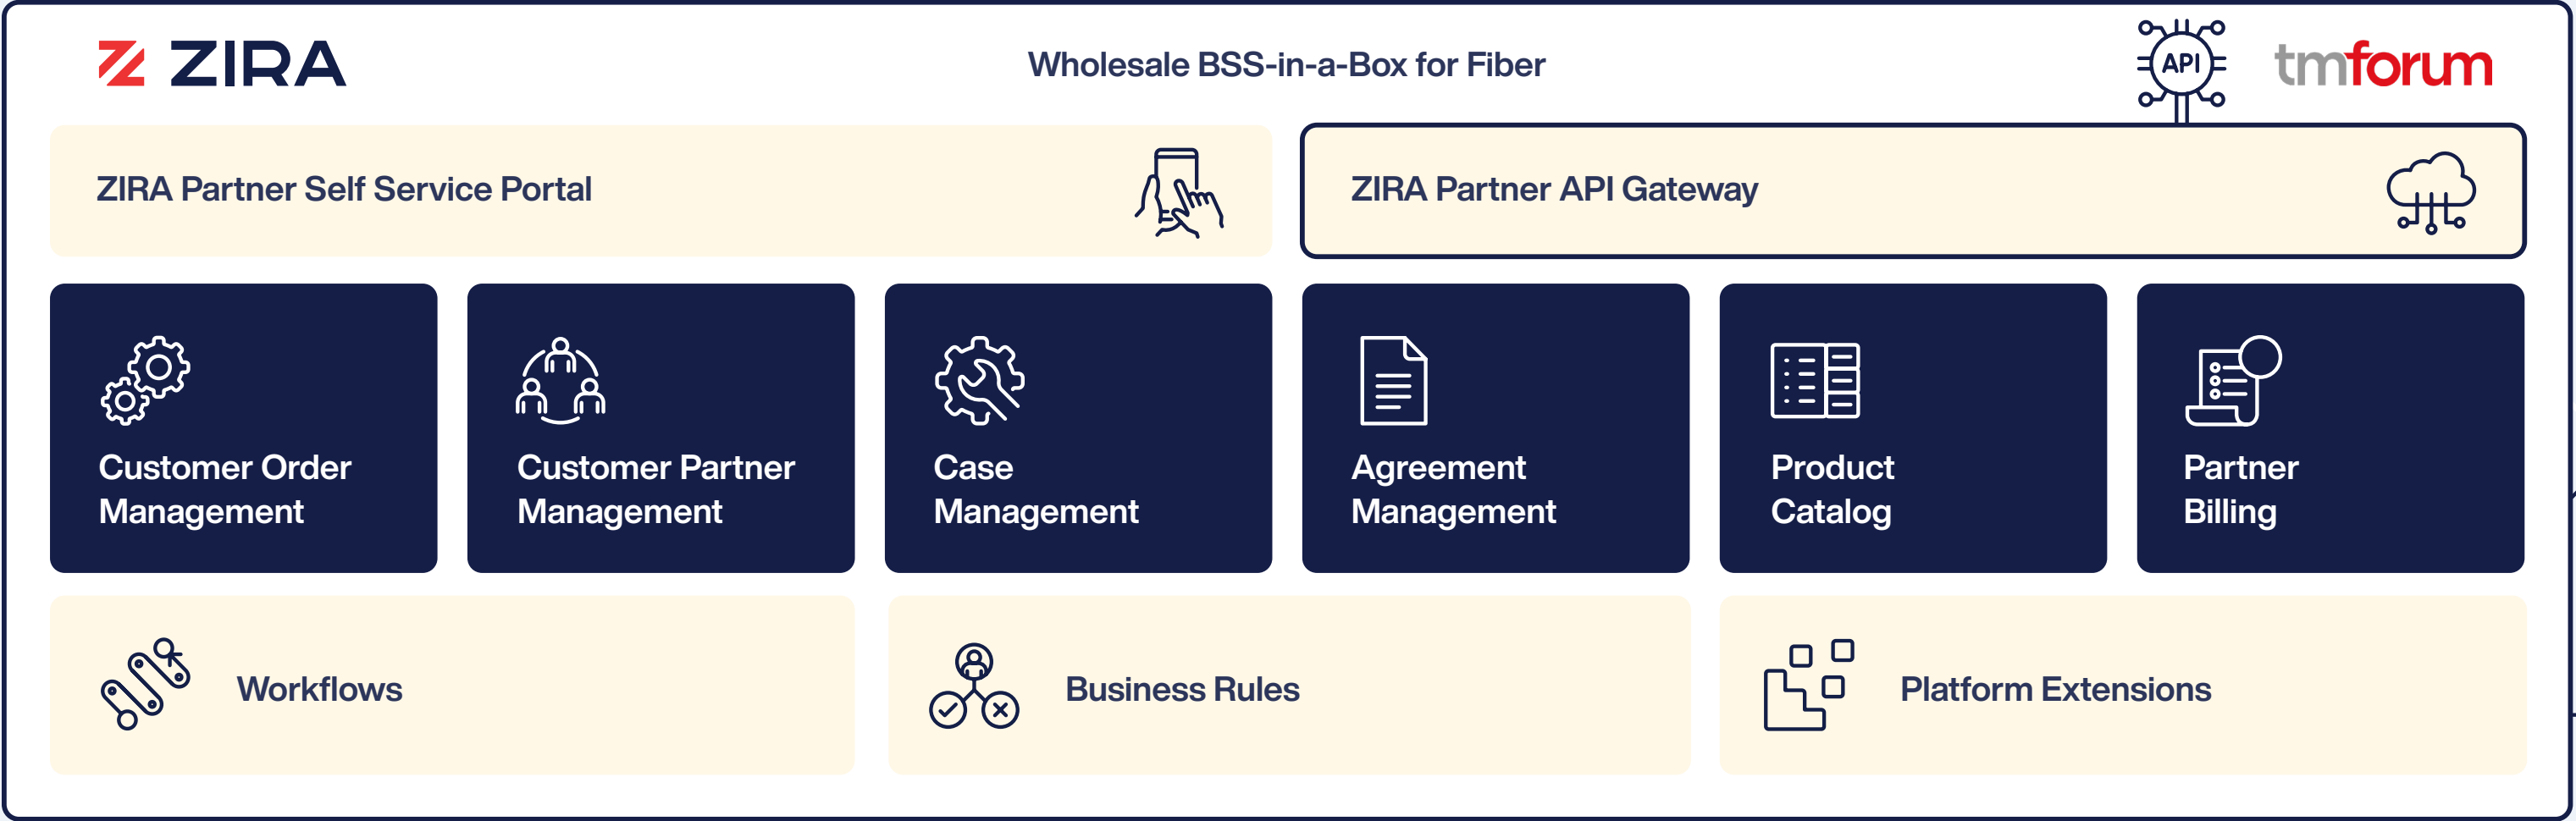 ZIRA
Wholesale BSS-in-a-Box for Fiber
API
tmforum
ZIRA Partner Self Service Portal
ZIRA Partner API Gateway
Customer Order
Management
Customer Partner
Management
Case
Management
Agreement
Management
Product
Catalog
Partner
Billing
Workflows
Business Rules
Platform Extensions